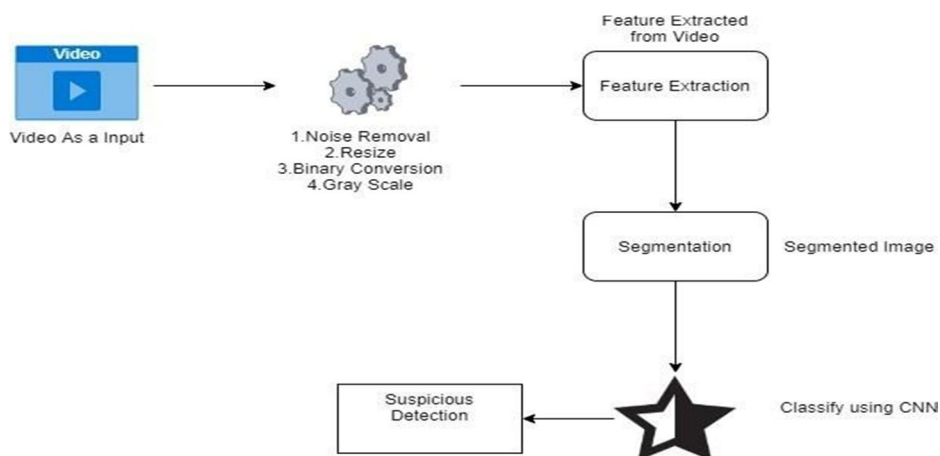 Video
Video As a Input
1.Noise Removal
2.Resize
3.Binary Conversion
4.Gray Scale
Feature Extracted
from Video
Feature Extraction
Segmentation
Segmented Image
Classify using CNN
Suspicious
Detection